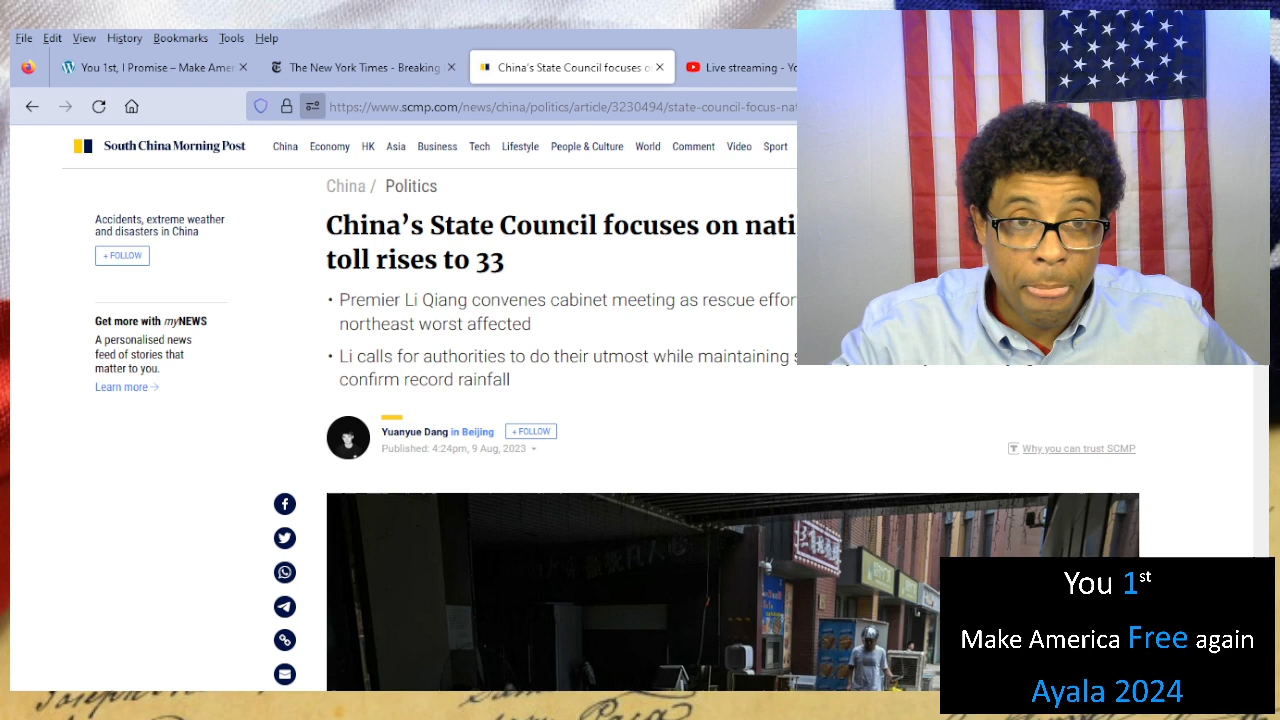 File Edit View History Bookmarks Tools Help
You 1st, I Promise – Make Amer
The New York Times - Breaking
China's State Council focuses o
Live streaming - Yo
https://www.scmp.com/news/china/politics/article/3230494/state-council-focus-nat
South China Morning Post
China Economy HK Asia Business Tech Lifestyle People & Culture World Comment Video Sport
China / Politics
Accidents, extreme weather
and disasters in China
+ FOLLOW
China's State Council focuses on nati
toll rises to 33
• Premier Li Qiang convenes cabinet meeting as rescue effor
northeast worst affected
• Li calls for authorities to do their utmost while maintaining s
confirm record rainfall
Get more with myNEWS
A personalised news
feed of stories that
matter to you.
Learn more
Yuanyue Dang in Beijing
+ FOLLOW
Published: 4:24pm, 9 Aug, 2023
Why you can trust SCMP
You 1st
Make America Free again
Ayala 2024